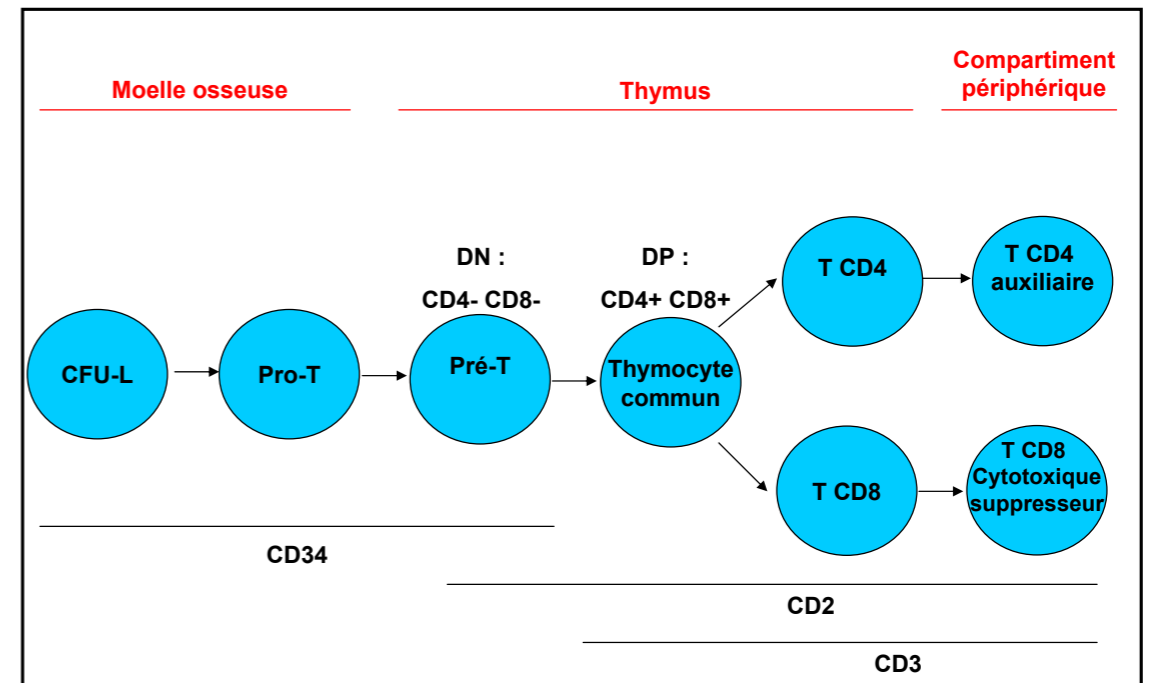 Moelle osseuse
Thymus
Compartiment
périphérique
DN :
CD4- CD8-
DP :
CD4+ CD8+
CFU-L
Pro-T
Pré-T
Thymocyte
commun
T CD4
T CD4
auxiliaire
T CD8
T CD8
Cytotoxique
suppresseur
CD34
CD2
CD3